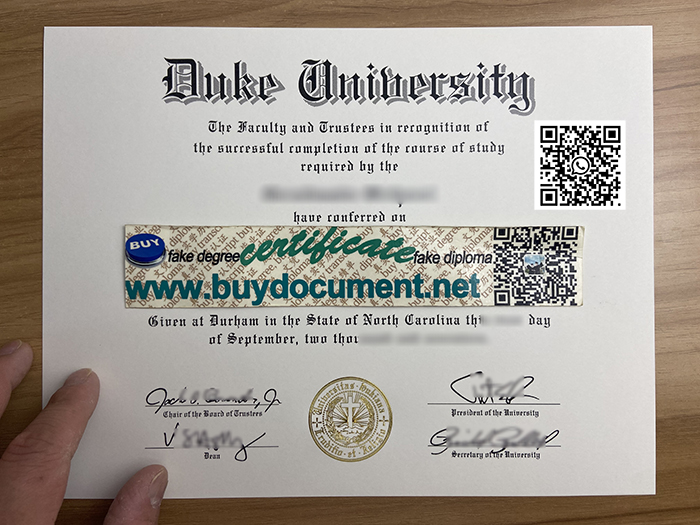 Duke University
The Faculty and Trustees in recognition of
the successful completion of the course of study
required by the
have conferred on
BUY fake degree certificate fake diploma
www.buydocument.net
Given at Durham in the State of North Carolina this day
of September, two
Chair of the Board of Trustees
President of the University
Dean
Secretary of the University